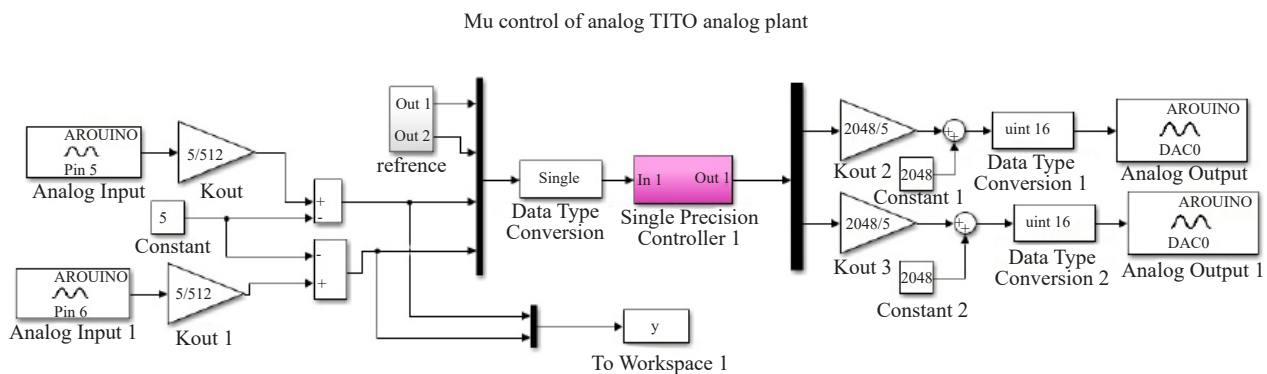 Mu control of analog TITO analog plant
AROUINO
Pin 5
Analog Input
5/512
Kout
5
Constant
AROUINO
Pin 6
Analog Input 1
5/512
Kout 1
+
-
-
+
Out 1
Out 2
refrence
Single
Data Type
Conversion
In 1 Out 1
Single Precision
Controller 1
y
To Workspace 1
2048/5
Kout 2
++
2048
Constant 1
uint 16
Data Type
Conversion 1
AROUINO
DAC0
Analog Output
2048/5
Kout 3
++
2048
Constant 2
uint 16
Data Type
Conversion 2
AROUINO
DAC0
Analog Output 1